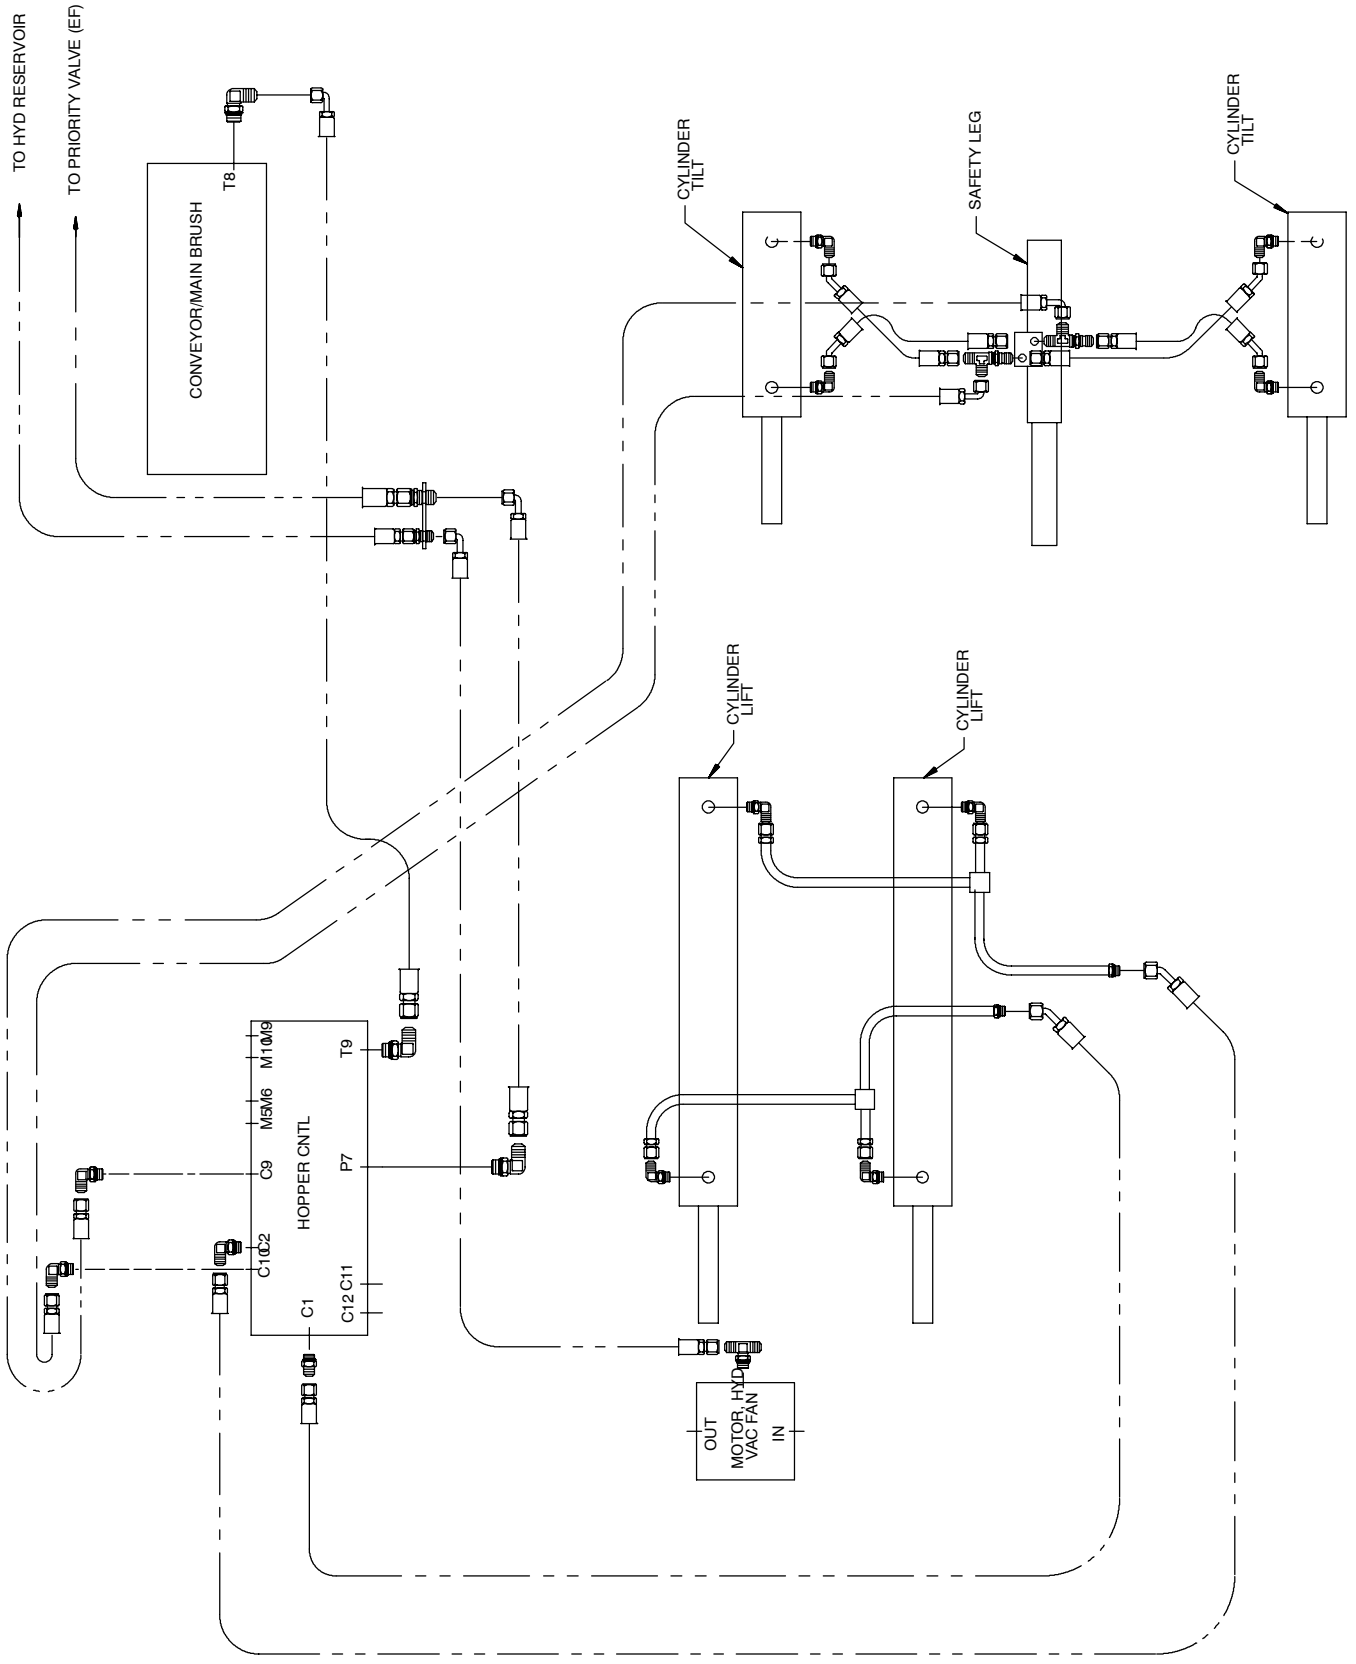 TO HYD RESERVOIR
TO PRIORITY VALVE (EF)
T8
CONVEYOR/MAIN BRUSH
CYLINDER
TILT
SAFETY LEG
CYLINDER
TILT
CYLINDER
LIFT
CYLINDER
LIFT
M9
M10
M6
M5
C9
C2
C10
T9
P7
HOPPER CNTL
C11
C12
C1
OUT
MOTOR, HYD
VAC FAN
IN